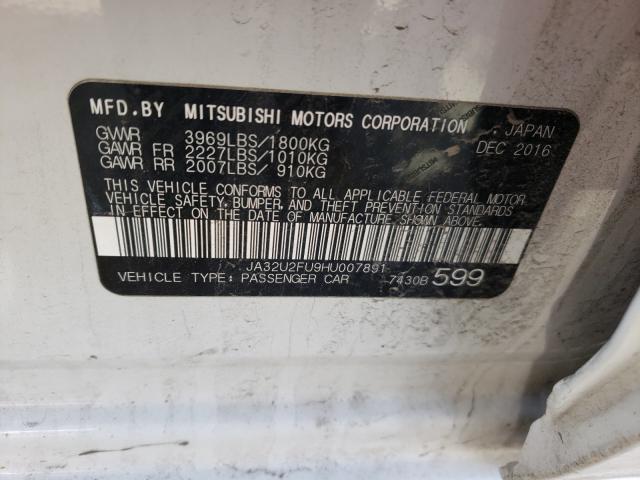 MFD.BY MITSUBISHI MOTORS CORPORATION JAPAN
GVWR 3969LBS/1800KG DEC 2016
GAWR FR 2227LBS/1010KG
GAWR RR 2007LBS/ 910KG
THIS VEHICLE CONFORMS TO ALL APPLICABLE FEDERAL MOTOR
VEHICLE SAFETY, BUMPER, AND THEFT PREVENTION STANDARDS
IN EFFECT ON THE DATE OF MANUFACTURE SHOWN ABOVE.
JA32U2FU9HU007891
VEHICLE TYPE: PASSENGER CAR 7430B 599